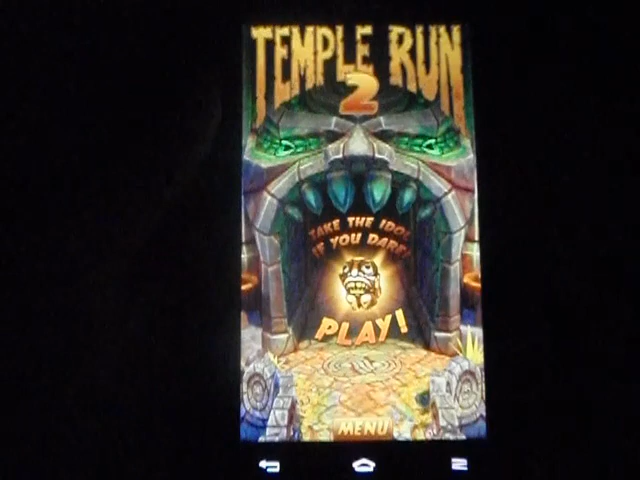 TEMPLE RUN
2
TAKE THE IDOL
IF YOU DARE!
PLAY!
MENU